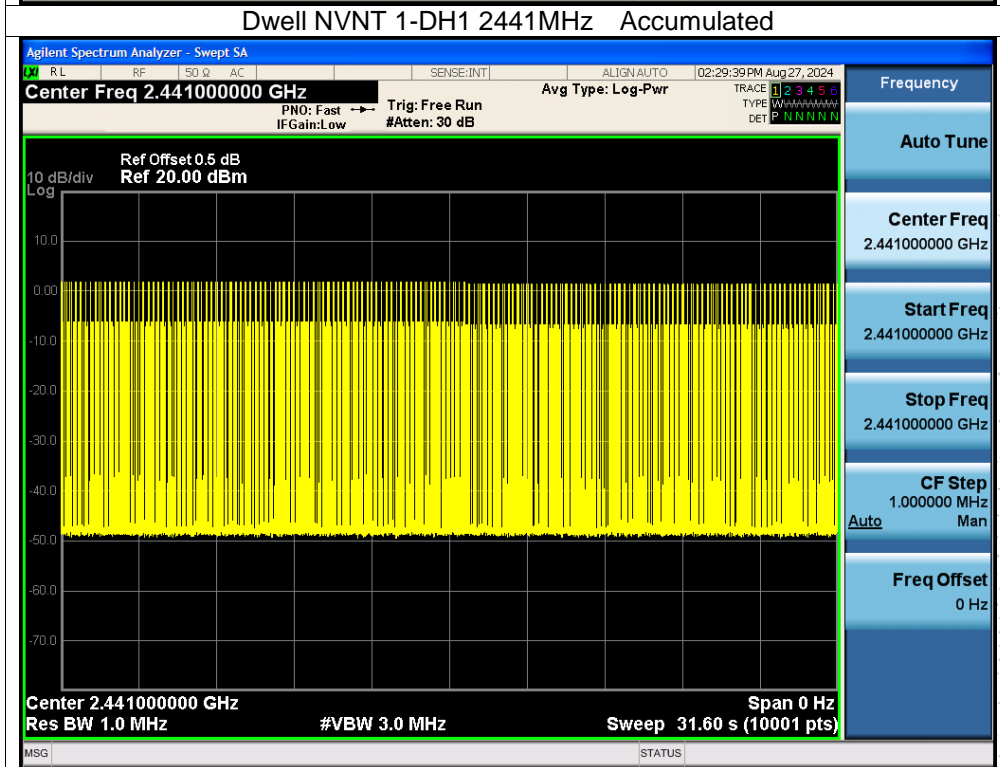 Dwell NVNT 1-DH1 2441MHz Accumulated
Agilent Spectrum Analyzer - Swept SA
LXI RL RF 50 Ω AC SENSE:INT ALIGN AUTO 02:29:39 PM Aug 27, 2024
Center Freq 2.441000000 GHz
PNO: Fast
IFGain:Low
Trig: Free Run
#Atten: 30 dB
Avg Type: Log-Pwr
TRACE 1 2 3 4 5 6
TYPE WWWWWW
DET P N N N N N
Ref Offset 0.5 dB
10 dB/div Ref 20.00 dBm
Log
10.0
0.00
-10.0
-20.0
-30.0
-40.0
-50.0
-60.0
-70.0
Center 2.441000000 GHz Span 0 Hz
Res BW 1.0 MHz #VBW 3.0 MHz Sweep 31.60 s (10001 pts)
MSG STATUS
Frequency
Auto Tune
Center Freq
2.441000000 GHz
Start Freq
2.441000000 GHz
Stop Freq
2.441000000 GHz
CF Step
1.000000 MHz
Auto Man
Freq Offset
0 Hz